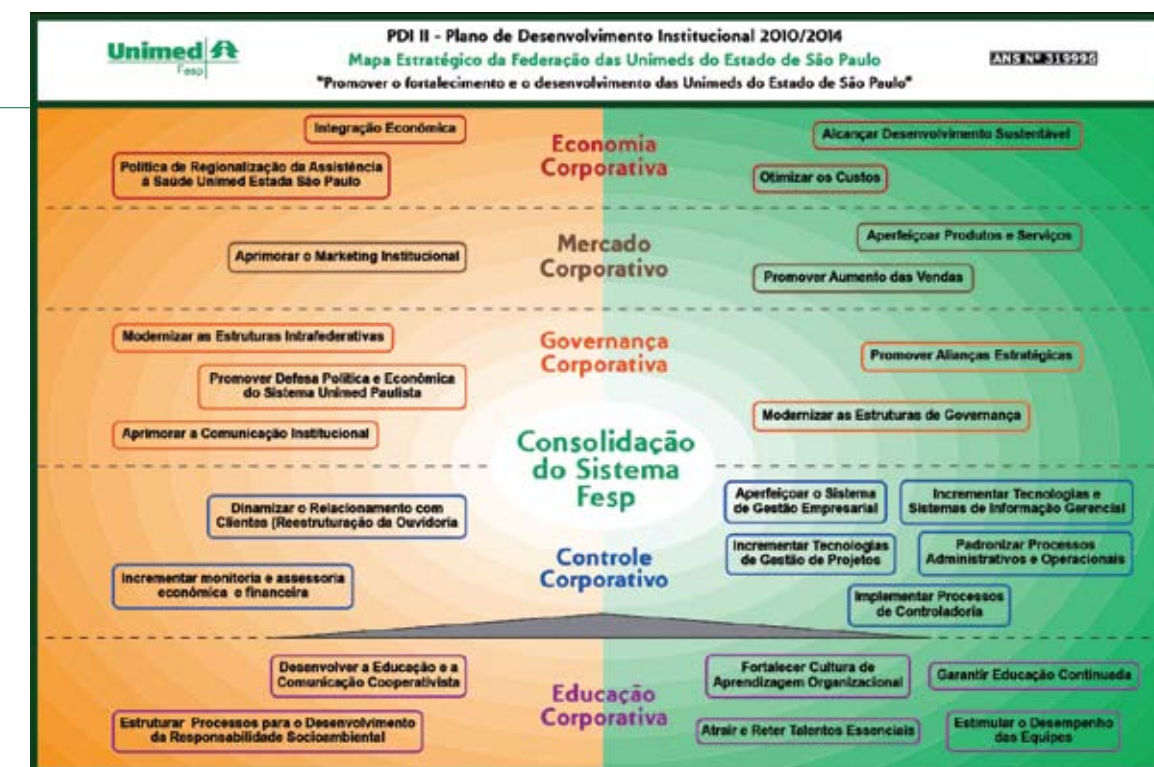 Unimed
Fesp
PDI II - Plano de Desenvolvimento Institucional 2010/2014
Mapa Estratégico da Federação das Unimeds do Estado de São Paulo
"Promover o fortalecimento e o desenvolvimento das Unimeds do Estado de São Paulo"
ANS Nº 319996
Economia
Corporativa
Integração Econômica
Política de Regionalização da Assistência
à Saúde Unimed Estada São Paulo
Alcançar Desenvolvimento Sustentável
Otimizar os Custos
Mercado
Corporativo
Aprimorar o Marketing Institucional
Aperfeiçoar Produtos e Serviços
Promover Aumento das Vendas
Governança
Corporativa
Modernizar as Estruturas Intrafederativas
Promover Defesa Política e Econômica
do Sistema Unimed Paulista
Aprimorar a Comunicação Institucional
Promover Alianças Estratégicas
Modernizar as Estruturas de Governança
Consolidação
do Sistema
Fesp
Controle
Corporativo
Dinamizar o Relacionamento com
Clientes (Reestruturação da Ouvidoria
Incrementar monitoria e assessoria
econômica e financeira
Aperfeiçoar o Sistema
de Gestão Empresarial
Incrementar Tecnologias e
Sistemas de Informação Gerencial
Incrementar Tecnologias
de Gestão de Projetos
Padronizar Processos
Administrativos e Operacionais
Implementar Processos
de Controladoria
Educação
Corporativa
Desenvolver a Educação e a
Comunicação Cooperativista
Estruturar Processos para o Desenvolvimento
da Responsabilidade Socioambiental
Fortalecer Cultura de
Aprendizagem Organizacional
Garantir Educação Continuada
Atrair e Reter Talentos Essenciais
Estimular o Desempenho
das Equipes